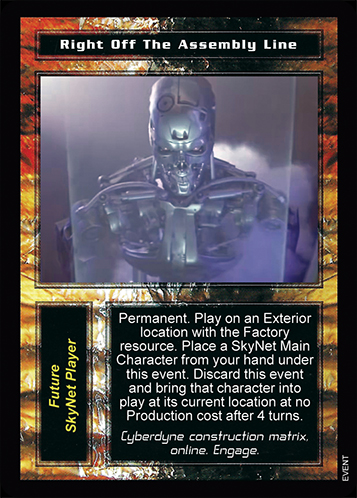 Right Off The Assembly Line
Future
SkyNet Player
Permanent. Play on an Exterior
location with the Factory
resource. Place a SkyNet Main
Character from your hand under
this event. Discard this event
and bring that character into
play at its current location at no
Production cost after 4 turns.
Cyberdyne construction matrix,
online. Engage.
EVENT